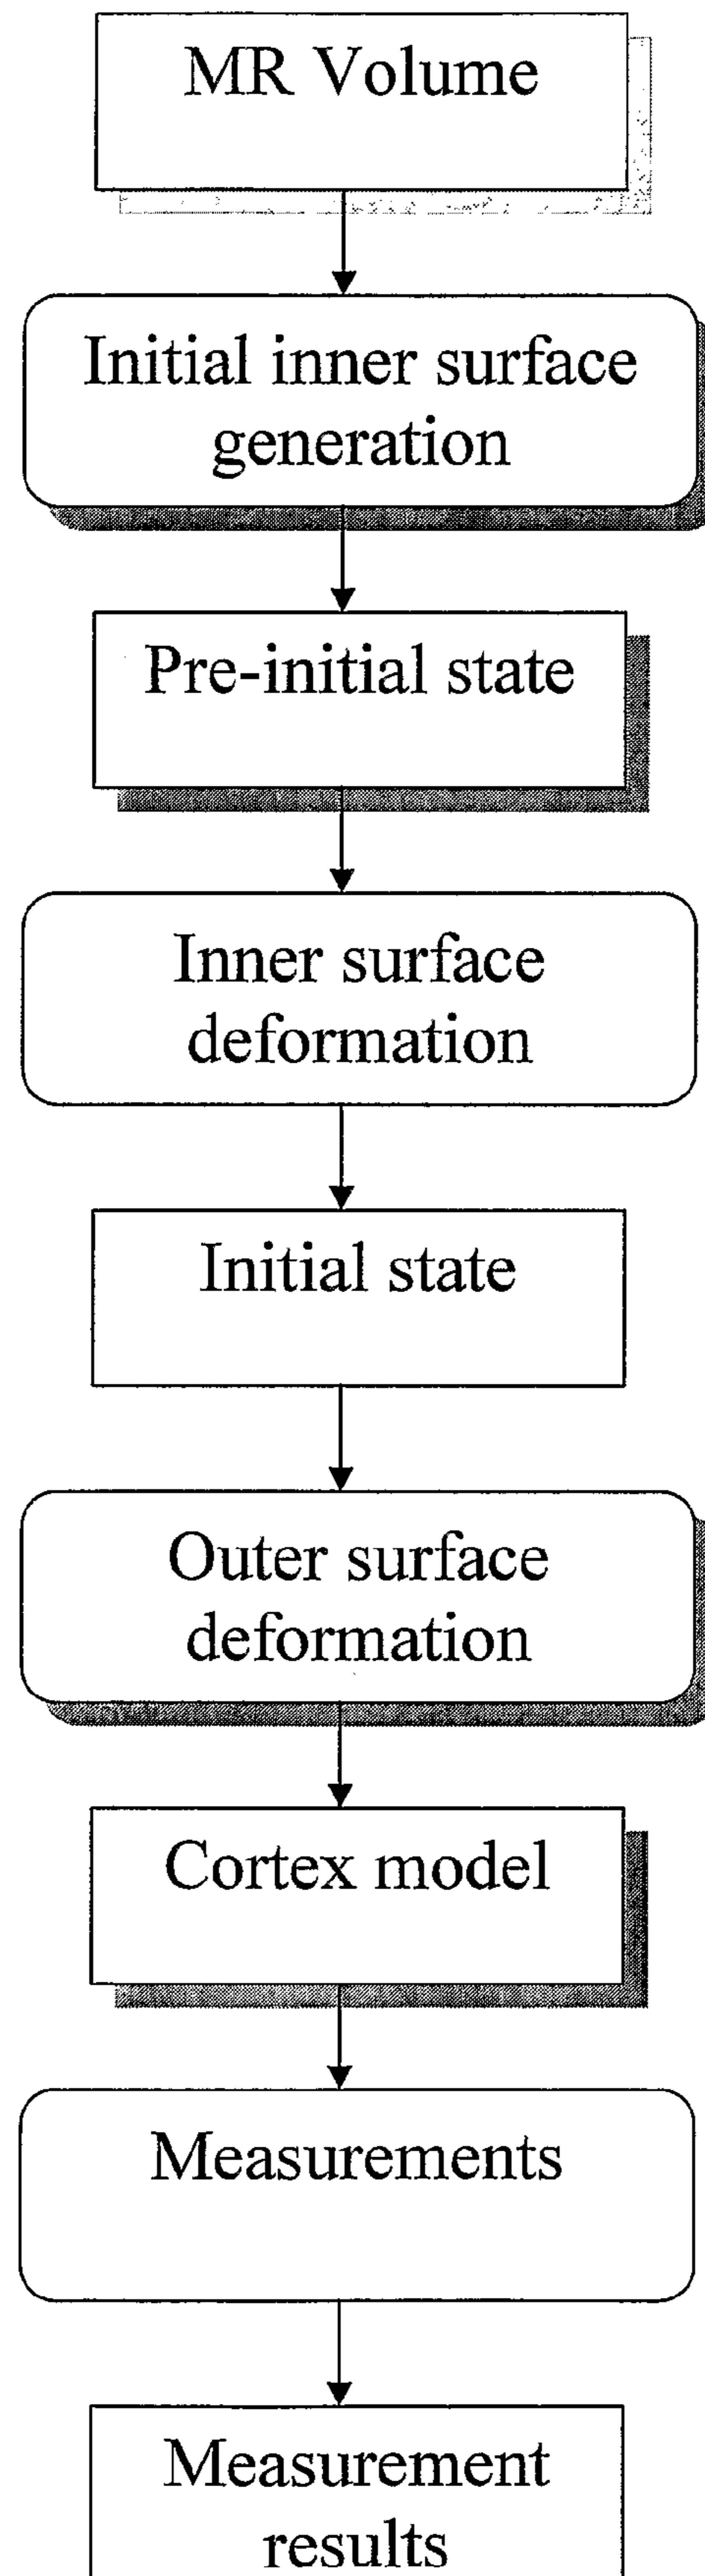 MR Volume
Initial inner surface
generation
Pre-initial state
Inner surface
deformation
Initial state
Outer surface
deformation
Cortex model
Measurements
Measurement
results